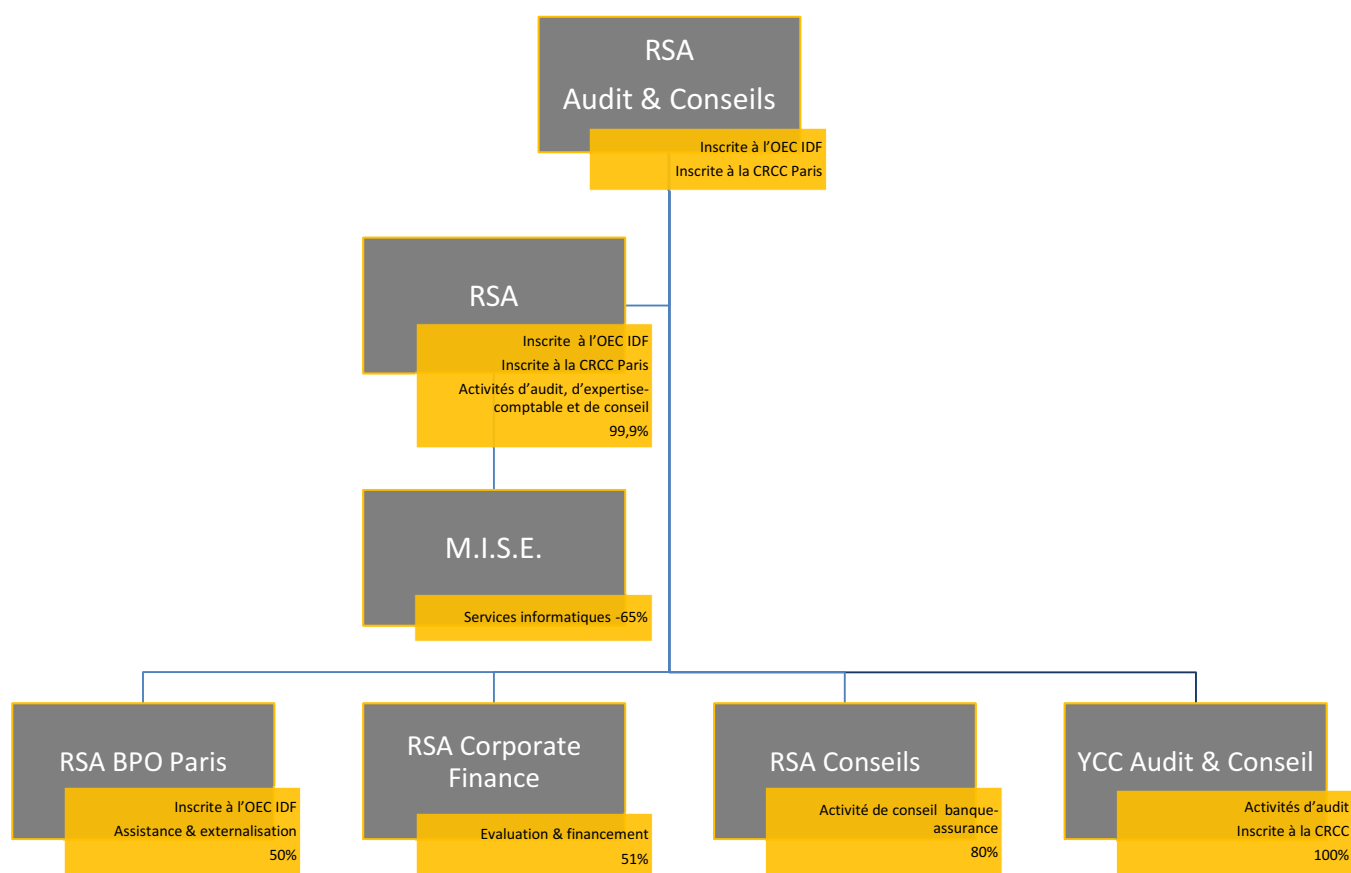 RSA
Audit & Conseils
Inscrite à l’OEC IDF
Inscrite à la CRCC Paris
RSA
Inscrite à l’OEC IDF
Inscrite à la CRCC Paris
Activités d’audit, d’expertise-
comptable et de conseil
99,9%
M.I.S.E.
Services informatiques -65%
RSA BPO Paris
Inscrite à l’OEC IDF
Assistance & externalisation
50%
RSA Corporate
Finance
Evaluation & financement
51%
RSA Conseils
Activité de conseil banque-
assurance
80%
YCC Audit & Conseil
Activités d’audit
Inscrite à la CRCC
100%